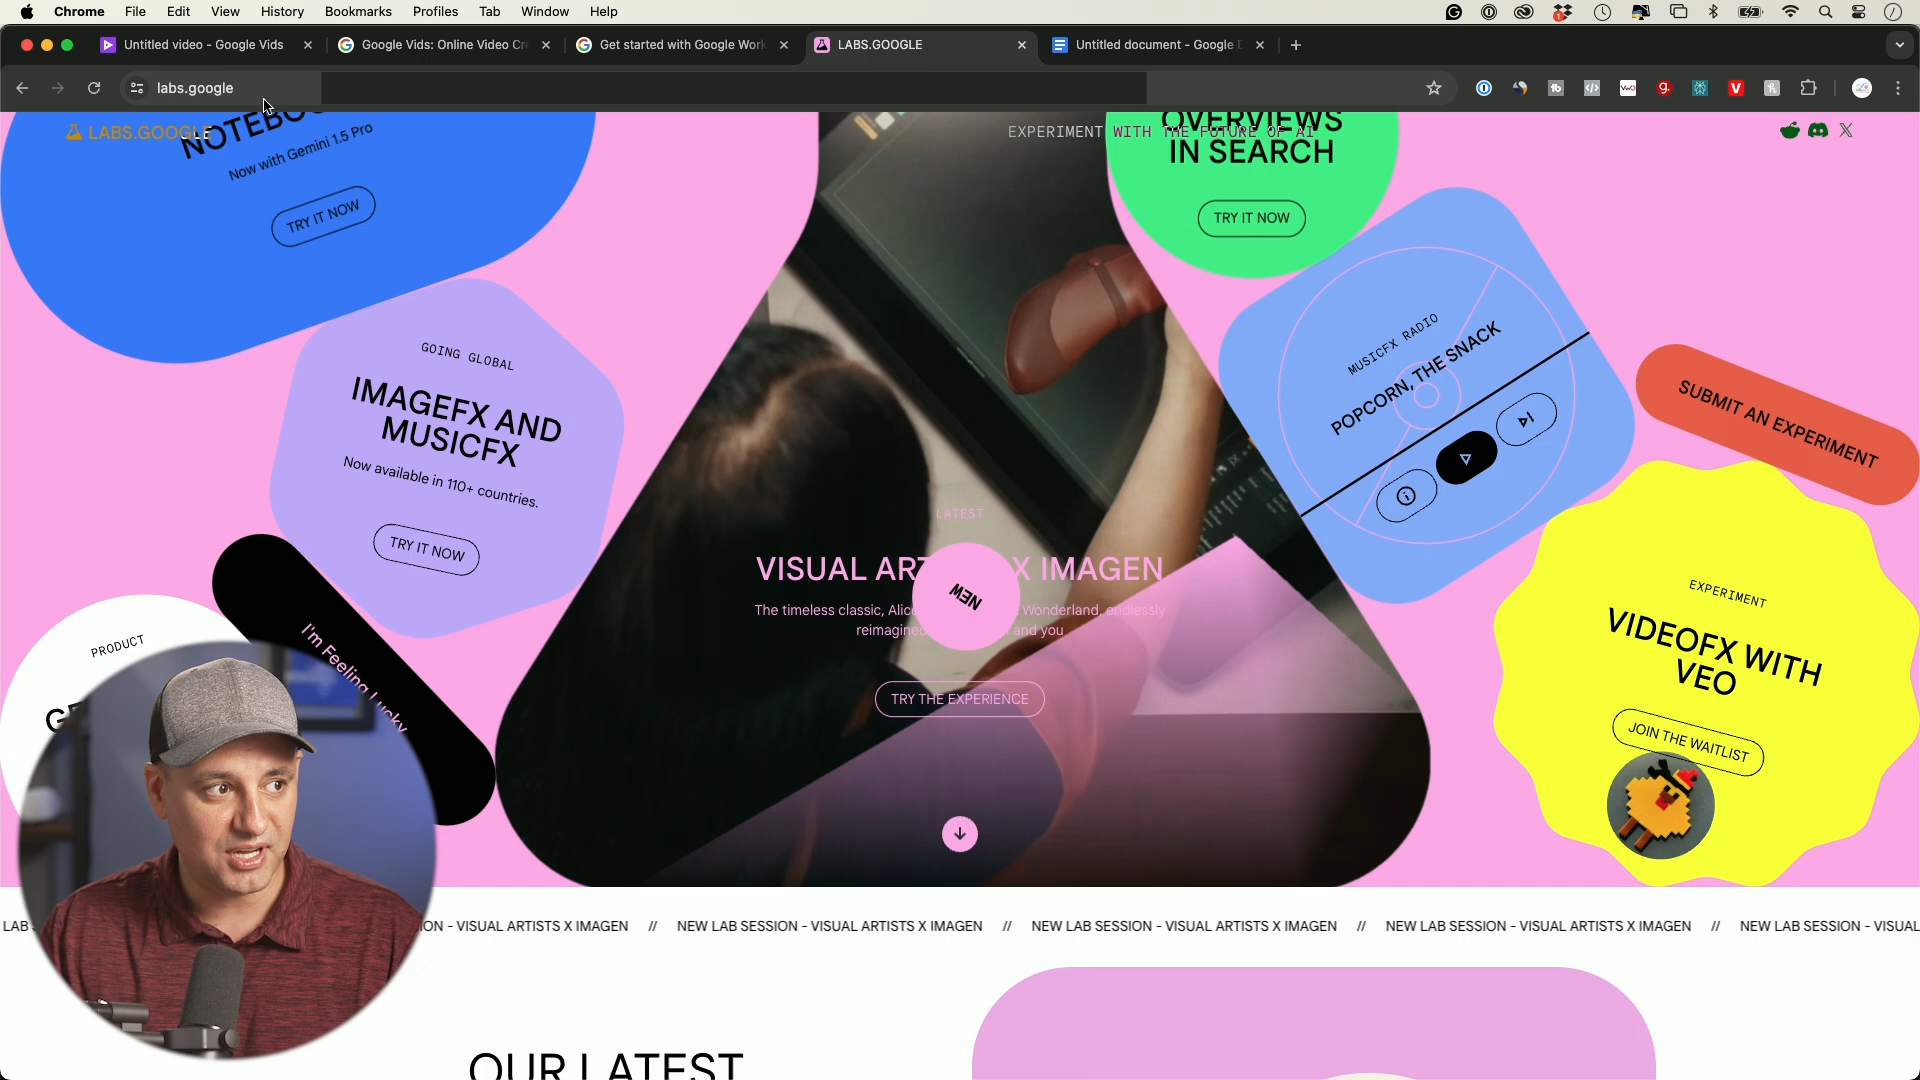 Chrome File Edit View History Bookmarks Profiles Tab Window Help
Untitled video - Google Vids
Google Vids: Online Video Cr
Get started with Google Work
LABS.GOOGLE
Untitled document - Google D
labs.google
LABS.GOOGLE
EXPERIMENT WITH THE FUTURE OF AI
Now with Gemini 1.5 Pro
TRY IT NOW
OVERVIEWS
IN SEARCH
TRY IT NOW
GOING GLOBAL
IMAGEFX AND
MUSICFX
Now available in 110+ countries.
TRY IT NOW
MUSICFX RADIO
POPCORN, THE SNACK
SUBMIT AN EXPERIMENT
LATEST
VISUAL ART X IMAGEN
NEW
The timeless classic, Alice Wonderland, endlessly
reimagined and you
TRY THE EXPERIENCE
EXPERIMENT
VIDEOFX WITH
VEO
JOIN THE WAITLIST
PRODUCT
I'm Feeling Lucky
LAB ION - VISUAL ARTISTS X IMAGEN // NEW LAB SESSION - VISUAL ARTISTS X IMAGEN // NEW LAB SESSION - VISUAL ARTISTS X IMAGEN // NEW LAB SESSION - VISUAL ARTISTS X IMAGEN // NEW LAB SESSION - VISUAL
OUR LATEST